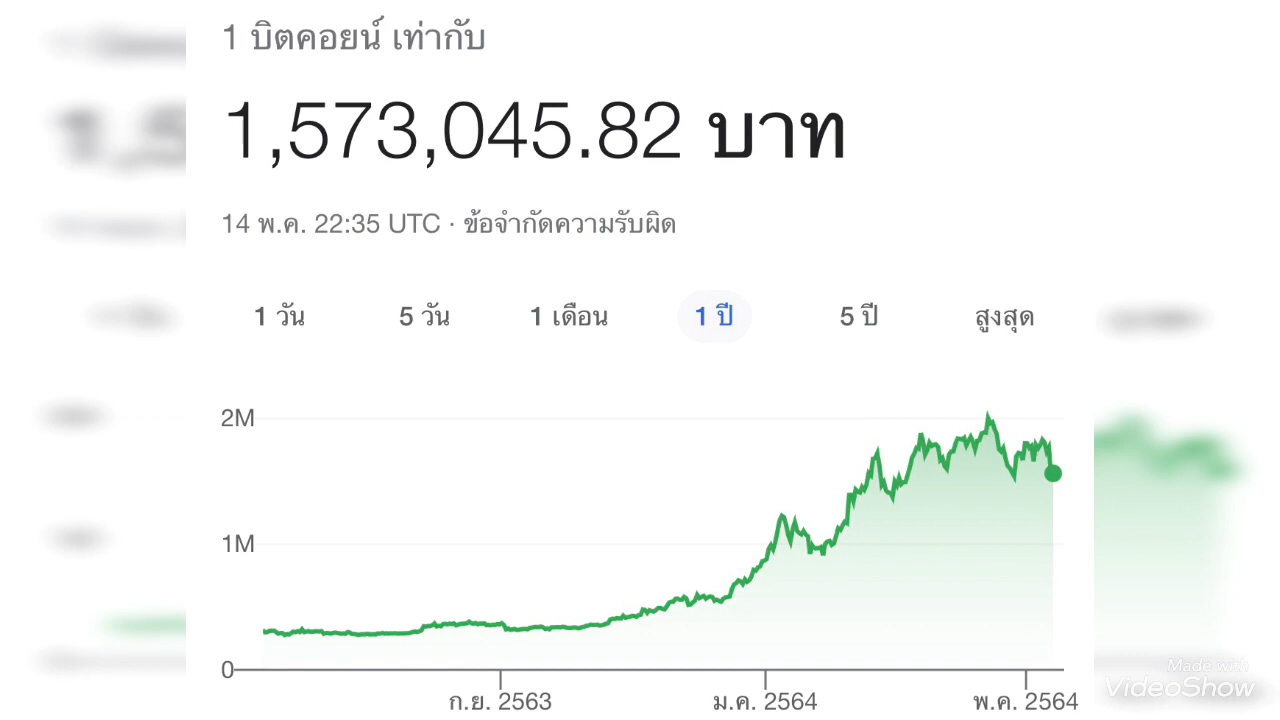 1 บิตคอยน์ เท่ากับ
1,573,045.82 บาท
14 พ.ค. 22:35 UTC · ข้อจำกัดความรับผิด
1 วัน 5 วัน 1 เดือน 1 ปี 5 ปี สูงสุด
2M
1M
0
ก.ย. 2563 ม.ค. 2564 พ.ค. 2564
Made with
VideoShow